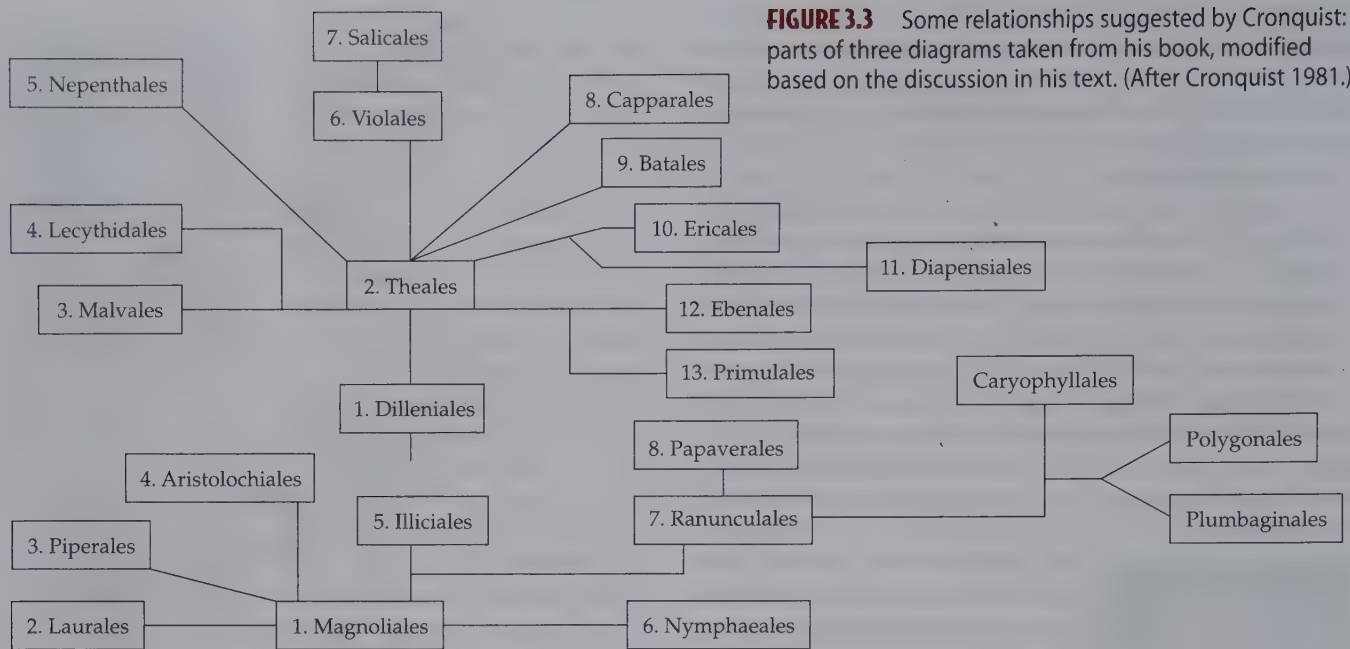 FIGURE 3.3 Some relationships suggested by Cronquist:
parts of three diagrams taken from his book, modified
based on the discussion in his text. (After Cronquist 1981.)
7. Salicales
5. Nepenthales
6. Violales
8. Capparales
9. Batales
4. Lecythidales
10. Ericales
11. Diapensiales
2. Theales
3. Malvales
12. Ebenales
13. Primulales
Caryophyllales
1. Dilleniales
Polygonales
8. Papaverales
4. Aristolochiales
5. Illiciales
7. Ranunculales
Plumbaginales
3. Piperales
2. Laurales
1. Magnoliales
6. Nymphaeales